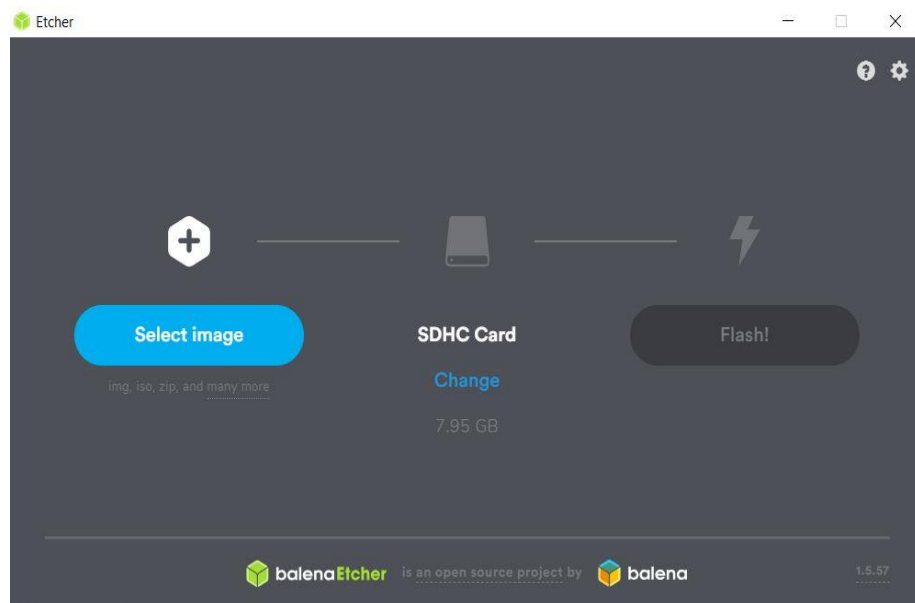 Etcher
Select image
img, iso, zip, and many more
SDHC Card
Change
7.95 GB
Flash!
balenaEtcher is an open source project by balena
1.5.57